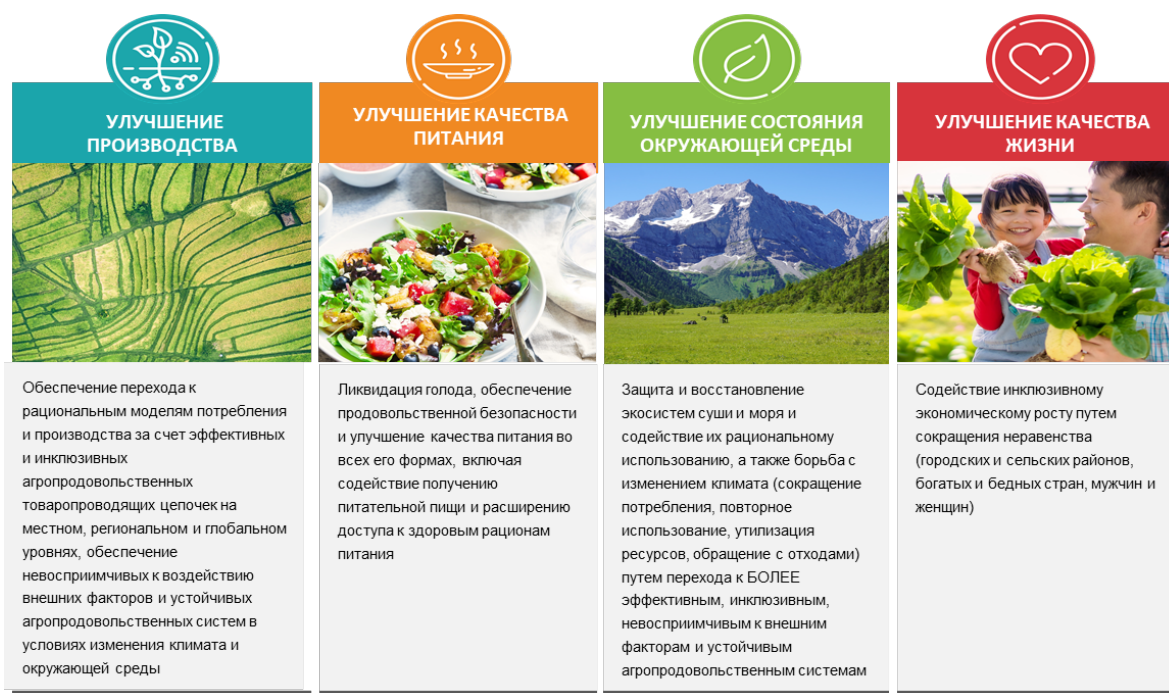 УЛУЧШЕНИЕ
ПРОИЗВОДСТВА
Обеспечение перехода к
рациональным моделям потребления
и производства за счет эффективных
и инклюзивных
агропродовольственных
товаропроводящих цепочек на
местном, региональном и глобальном
уровнях, обеспечение
невосприимчивых к воздействию
внешних факторов и устойчивых
агропродовольственных систем в
условиях изменения климата и
окружающей среды
УЛУЧШЕНИЕ КАЧЕСТВА
ПИТАНИЯ
Ликвидация голода, обеспечение
продовольственной безопасности
и улучшение качества питания во
всех его формах, включая
содействие получению
питательной пищи и расширению
доступа к здоровым рационам
питания
УЛУЧШЕНИЕ СОСТОЯНИЯ
ОКРУЖАЮЩЕЙ СРЕДЫ
Защита и восстановление
экосистем суши и моря и
содействие их рациональному
использованию, а также борьба с
изменением климата (сокращение
потребления, повторное
использование, утилизация
ресурсов, обращение с отходами)
путем перехода к БОЛЕЕ
эффективным, инклюзивным,
невосприимчивым к внешним
факторам и устойчивым
агропродовольственным системам
УЛУЧШЕНИЕ КАЧЕСТВА
ЖИЗНИ
Содействие инклюзивному
экономическому росту путем
сокращения неравенства
(городских и сельских районов,
богатых и бедных стран, мужчин и
женщин)